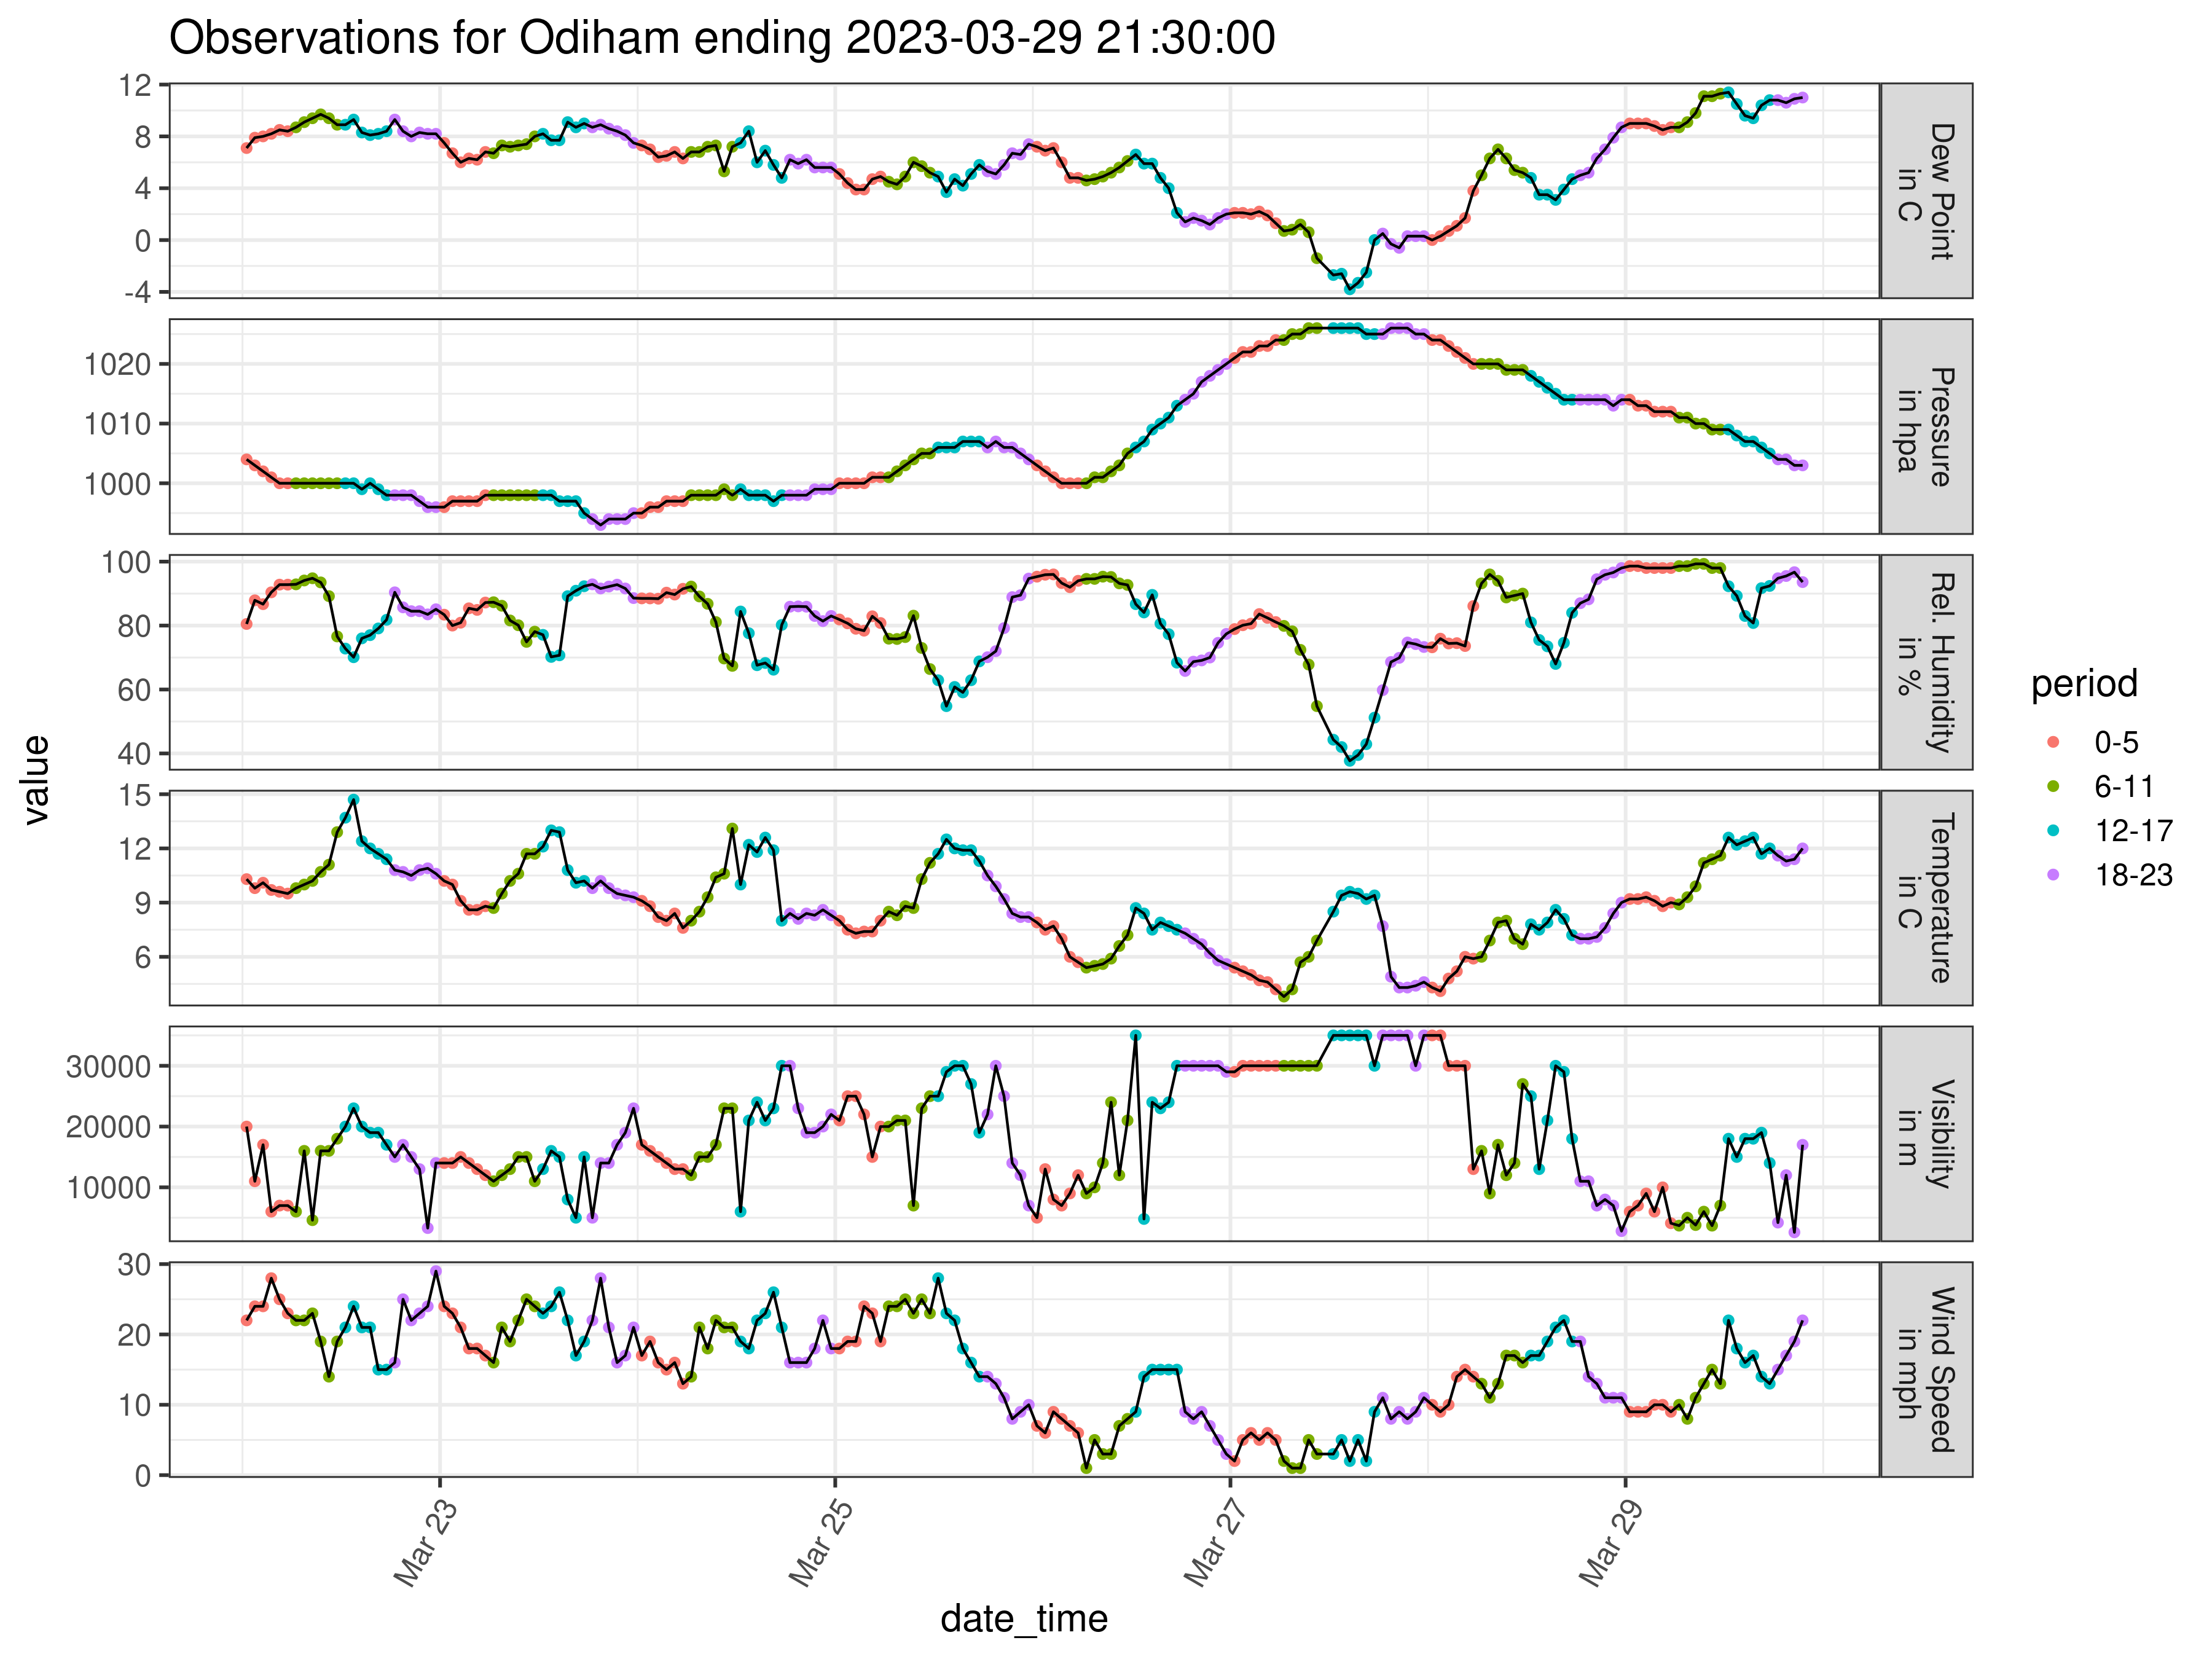 Observations for Odiham ending 2023-03-29 21:30:00
value
12
8
4
0
-4
Dew Point
in C
1020
1010
1000
Pressure
in hpa
100
80
60
40
Rel. Humidity
in %
15
12
9
6
Temperature
in C
30000
20000
10000
Visibility
in m
30
20
10
0
Wind Speed
in mph
Mar 23
Mar 25
Mar 27
Mar 29
date_time
period
0-5
6-11
12-17
18-23